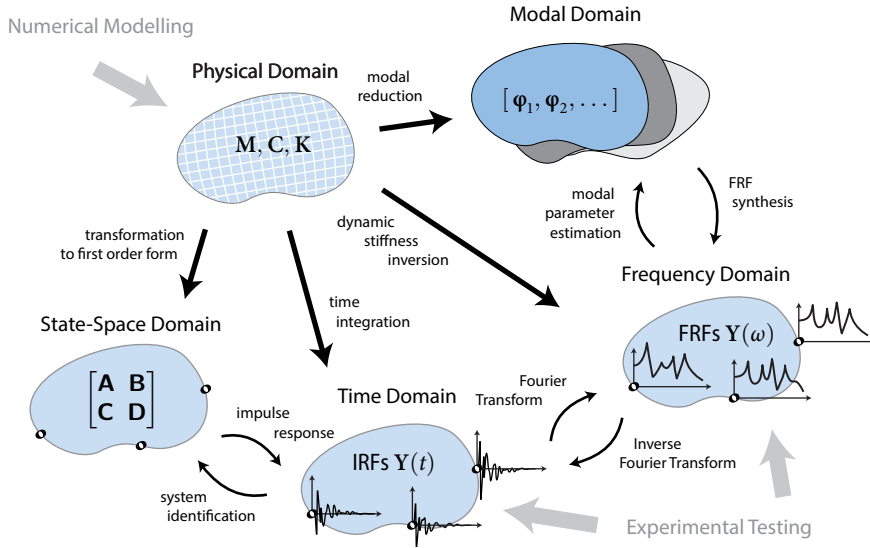 Numerical Modelling
Modal Domain
Physical Domain
modal
reduction
[ φ₁, φ₂, . . . ]
M, C, K
FRF
synthesis
modal
parameter
estimation
dynamic
stiffness
inversion
transformation
to first order form
time
integration
Frequency Domain
FRFs Y(ω)
State-Space Domain
[A B
C D]
Time Domain
Fourier
Transform
impulse
response
IRFs Y(t)
Inverse
Fourier Transform
system
identification
Experimental Testing